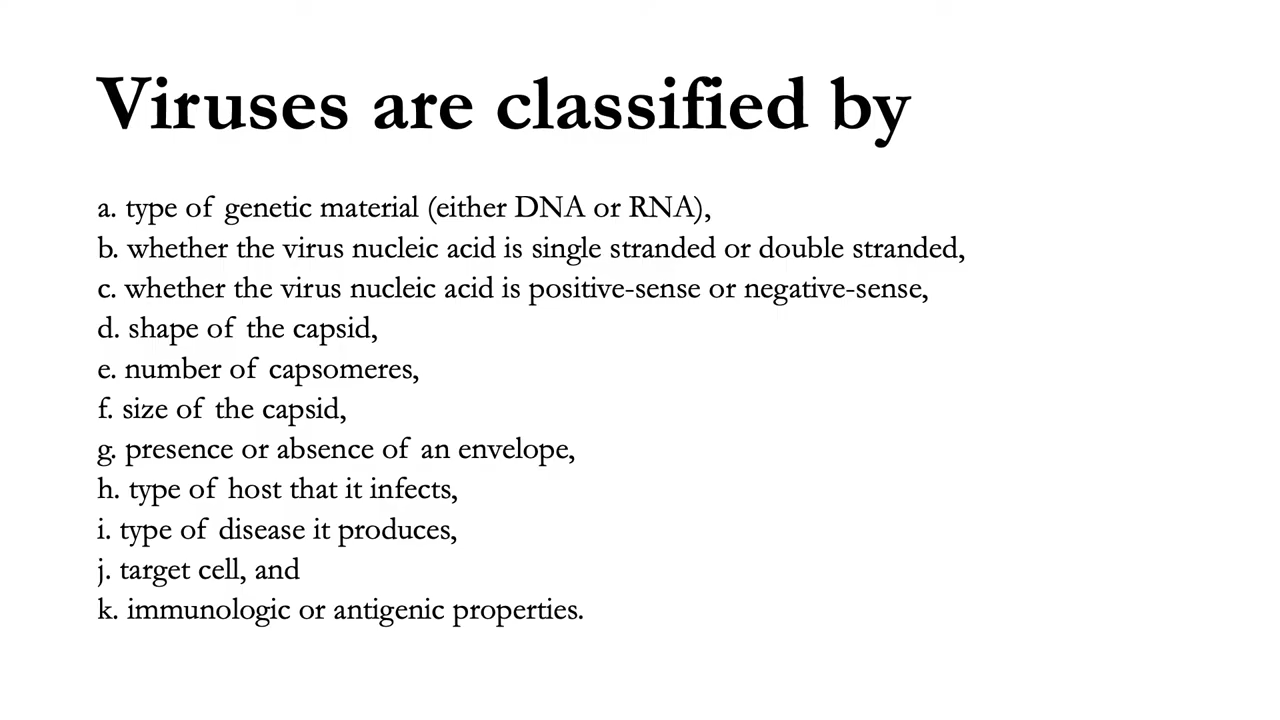 Viruses are classified by
a. type of genetic material (either DNA or RNA),
b. whether the virus nucleic acid is single stranded or double stranded,
c. whether the virus nucleic acid is positive-sense or negative-sense,
d. shape of the capsid,
e. number of capsomeres,
f. size of the capsid,
g. presence or absence of an envelope,
h. type of host that it infects,
i. type of disease it produces,
j. target cell, and
k. immunologic or antigenic properties.